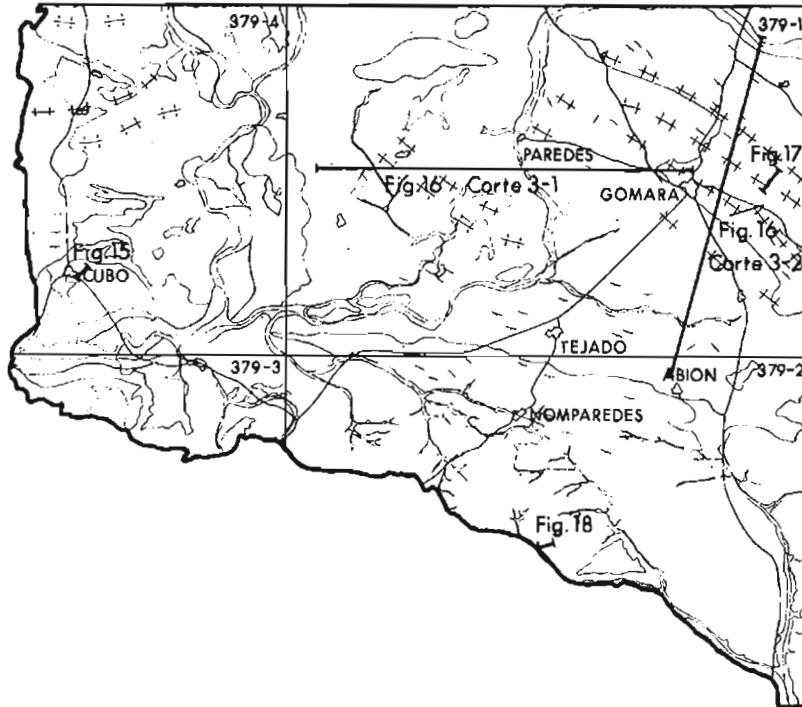 379-4
379-1
PAREDES
Fig.17
Fig.16 Corte 3-1
GOMARA
Fig. 16
Corte 3-2
Fig.15
CUBO
TEJADO
379-3
379-2
ABION
NOMPAREDES
Fig. 18